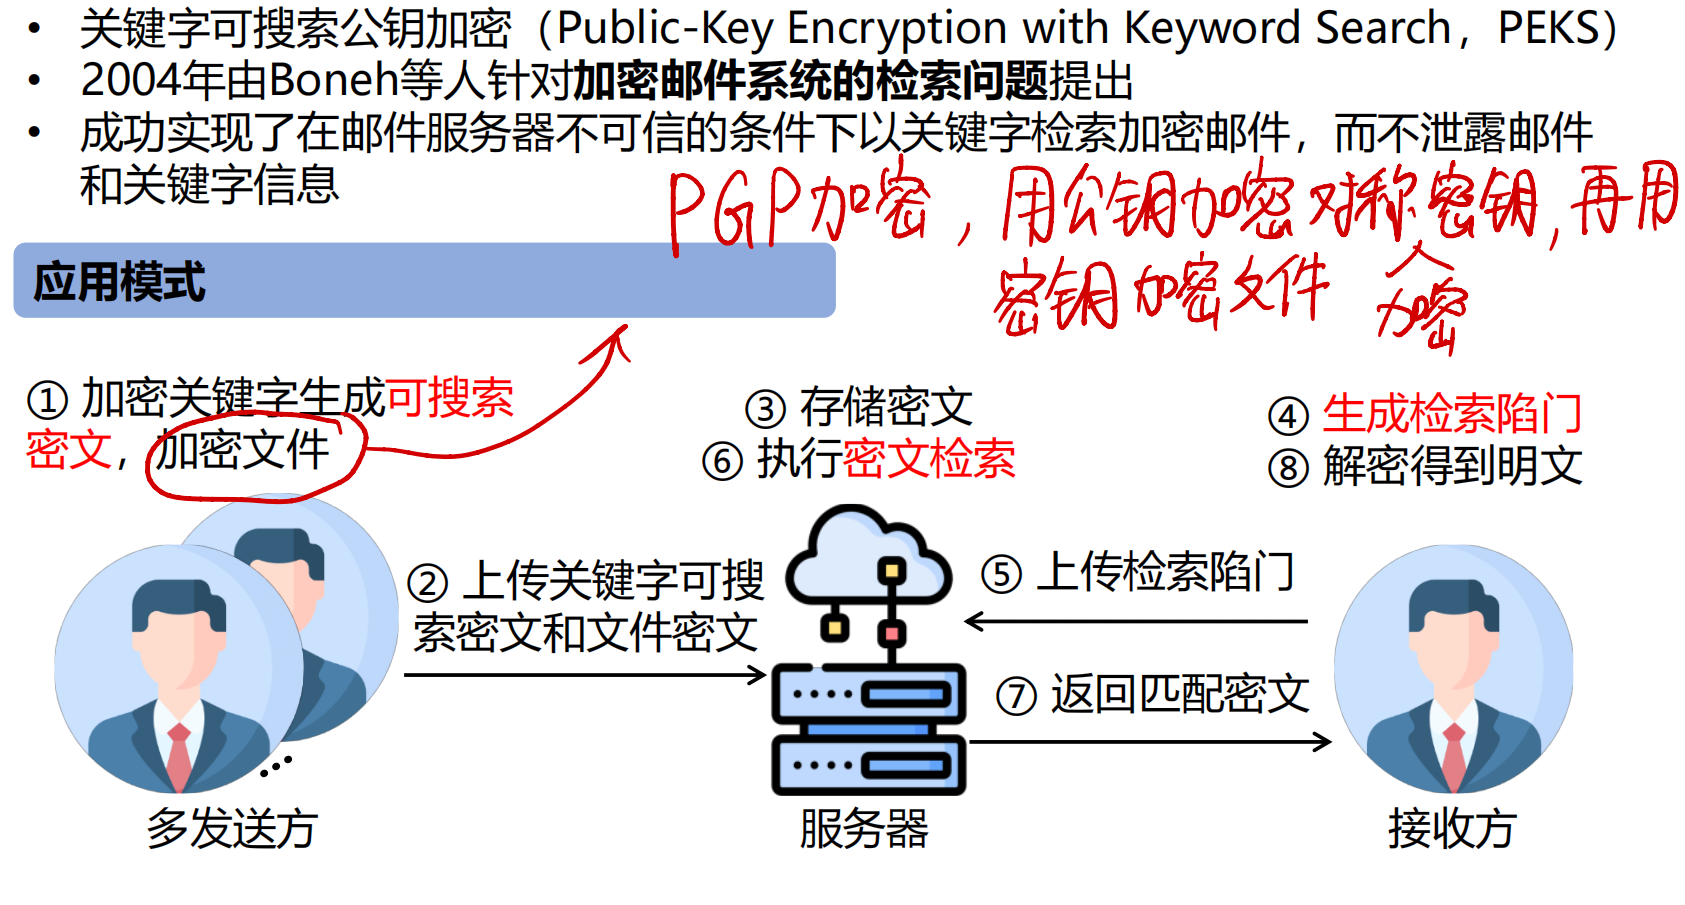 • 关键字可搜索公钥加密（Public-Key Encryption with Keyword Search，PEKS）
• 2004年由Boneh等人针对加密邮件系统的检索问题提出
• 成功实现了在邮件服务器不可信的条件下以关键字检索加密邮件，而不泄露邮件
和关键字信息
PGP加密，用公钥加密对称密钥，再用
密钥加密文件
加密
应用模式
① 加密关键字生成可搜索
密文，加密文件
③ 存储密文
⑥ 执行密文检索
④ 生成检索陷门
⑧ 解密得到明文
② 上传关键字可搜
索密文和文件密文
⑤ 上传检索陷门
⑦ 返回匹配密文
多发送方
服务器
接收方